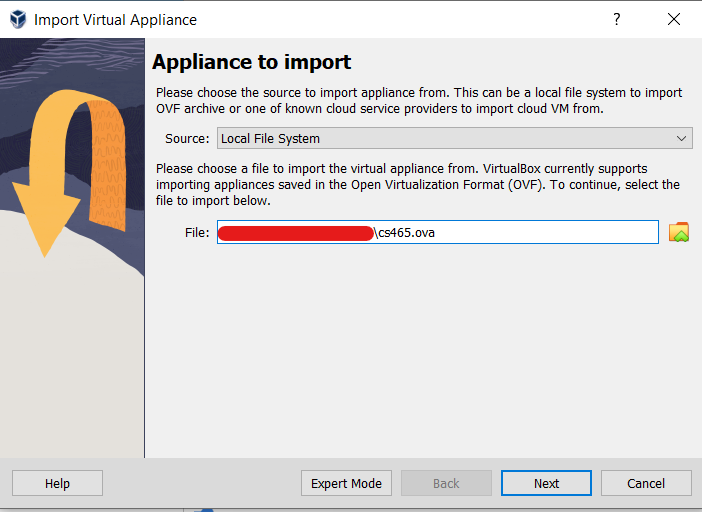 Import Virtual Appliance
?
Appliance to import
Please choose the source to import appliance from. This can be a local file system to import
OVF archive or one of known cloud service providers to import cloud VM from.
Source: Local File System
Please choose a file to import the virtual appliance from. VirtualBox currently supports
importing appliances saved in the Open Virtualization Format (OVF). To continue, select the
file to import below.
File: \cs465.ova
Help Expert Mode Back Next Cancel